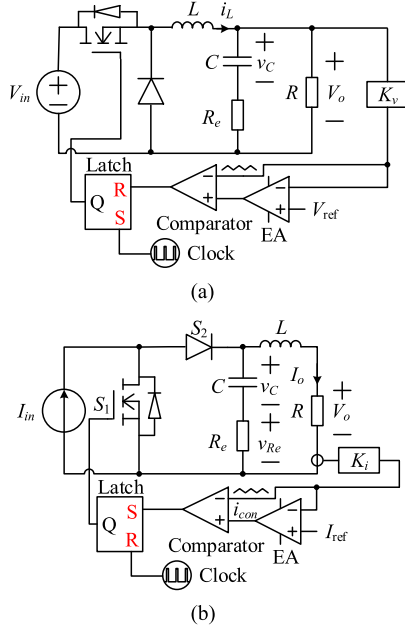 L i_L
V_in
C + v_C −
R_e
R + V_o −
K_v
Latch
R
Q
S
Comparator
− +
EA
− +
V_ref
Clock
(a)
S_2 L
I_in
S_1
C + v_C −
R_e + v_Re −
I_o
R + V_o −
K_i
Latch
S
Q
R
− +
i_con
Comparator
EA
− +
I_ref
Clock
(b)